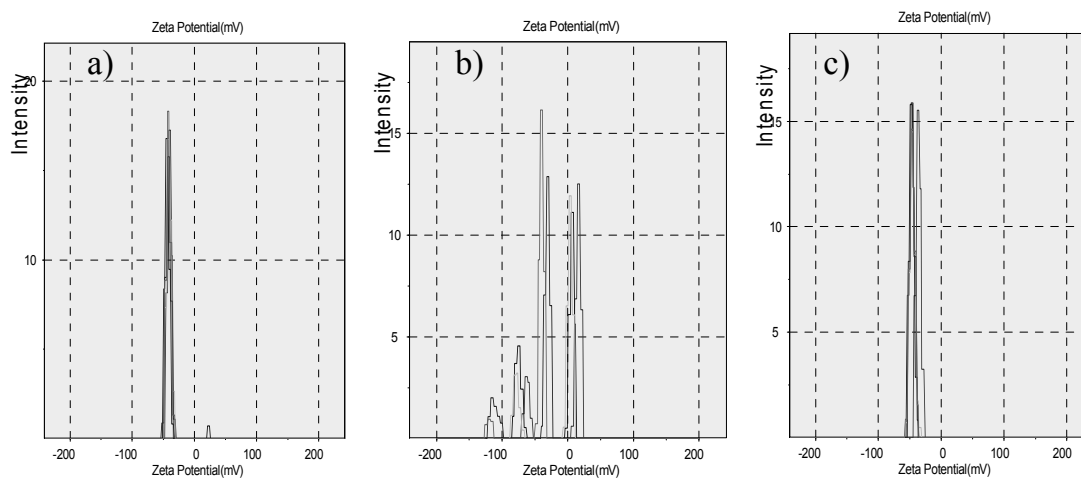 Zeta Potential(mV)
a)
Intensity
20
10
-200 -100 0 100 200
Zeta Potential(mV)
Zeta Potential(mV)
b)
Intensity
15
10
5
-200 -100 0 100 200
Zeta Potential(mV)
Zeta Potential(mV)
c)
Intensity
15
10
5
-200 -100 0 100 200
Zeta Potential(mV)